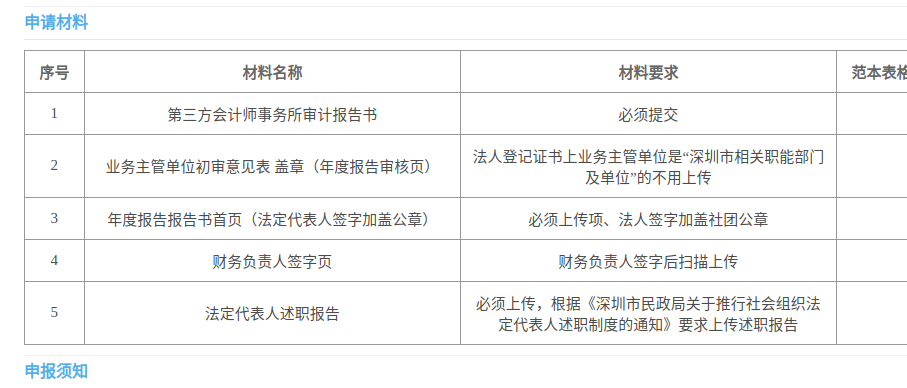 申请材料
序号 材料名称 材料要求 范本表格
1 第三方会计师事务所审计报告书 必须提交
2 业务主管单位初审意见表 盖章（年度报告审核页） 法人登记证书上业务主管单位是“深圳市相关职能部门
及单位”的不用上传
3 年度报告报告书首页（法定代表人签字加盖公章） 必须上传项、法人签字加盖社团公章
4 财务负责人签字页 财务负责人签字后扫描上传
5 法定代表人述职报告 必须上传，根据《深圳市民政局关于推行社会组织法
定代表人述职制度的通知》要求上传述职报告
申报须知